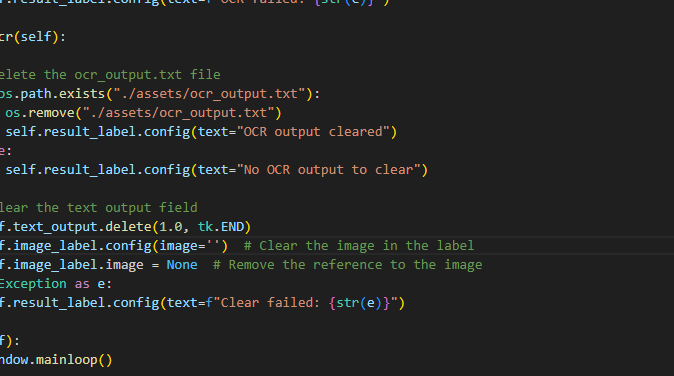 f.result_label.config(text=f"OCR failed: {str(e)}")
cr(self):
elete the ocr_output.txt file
os.path.exists("./assets/ocr_output.txt"):
os.remove("./assets/ocr_output.txt")
self.result_label.config(text="OCR output cleared")
e:
self.result_label.config(text="No OCR output to clear")
lear the text output field
f.text_output.delete(1.0, tk.END)
f.image_label.config(image='')  # Clear the image in the label
f.image_label.image = None  # Remove the reference to the image
Exception as e:
f.result_label.config(text=f"Clear failed: {str(e)}")
f):
ndow.mainloop()